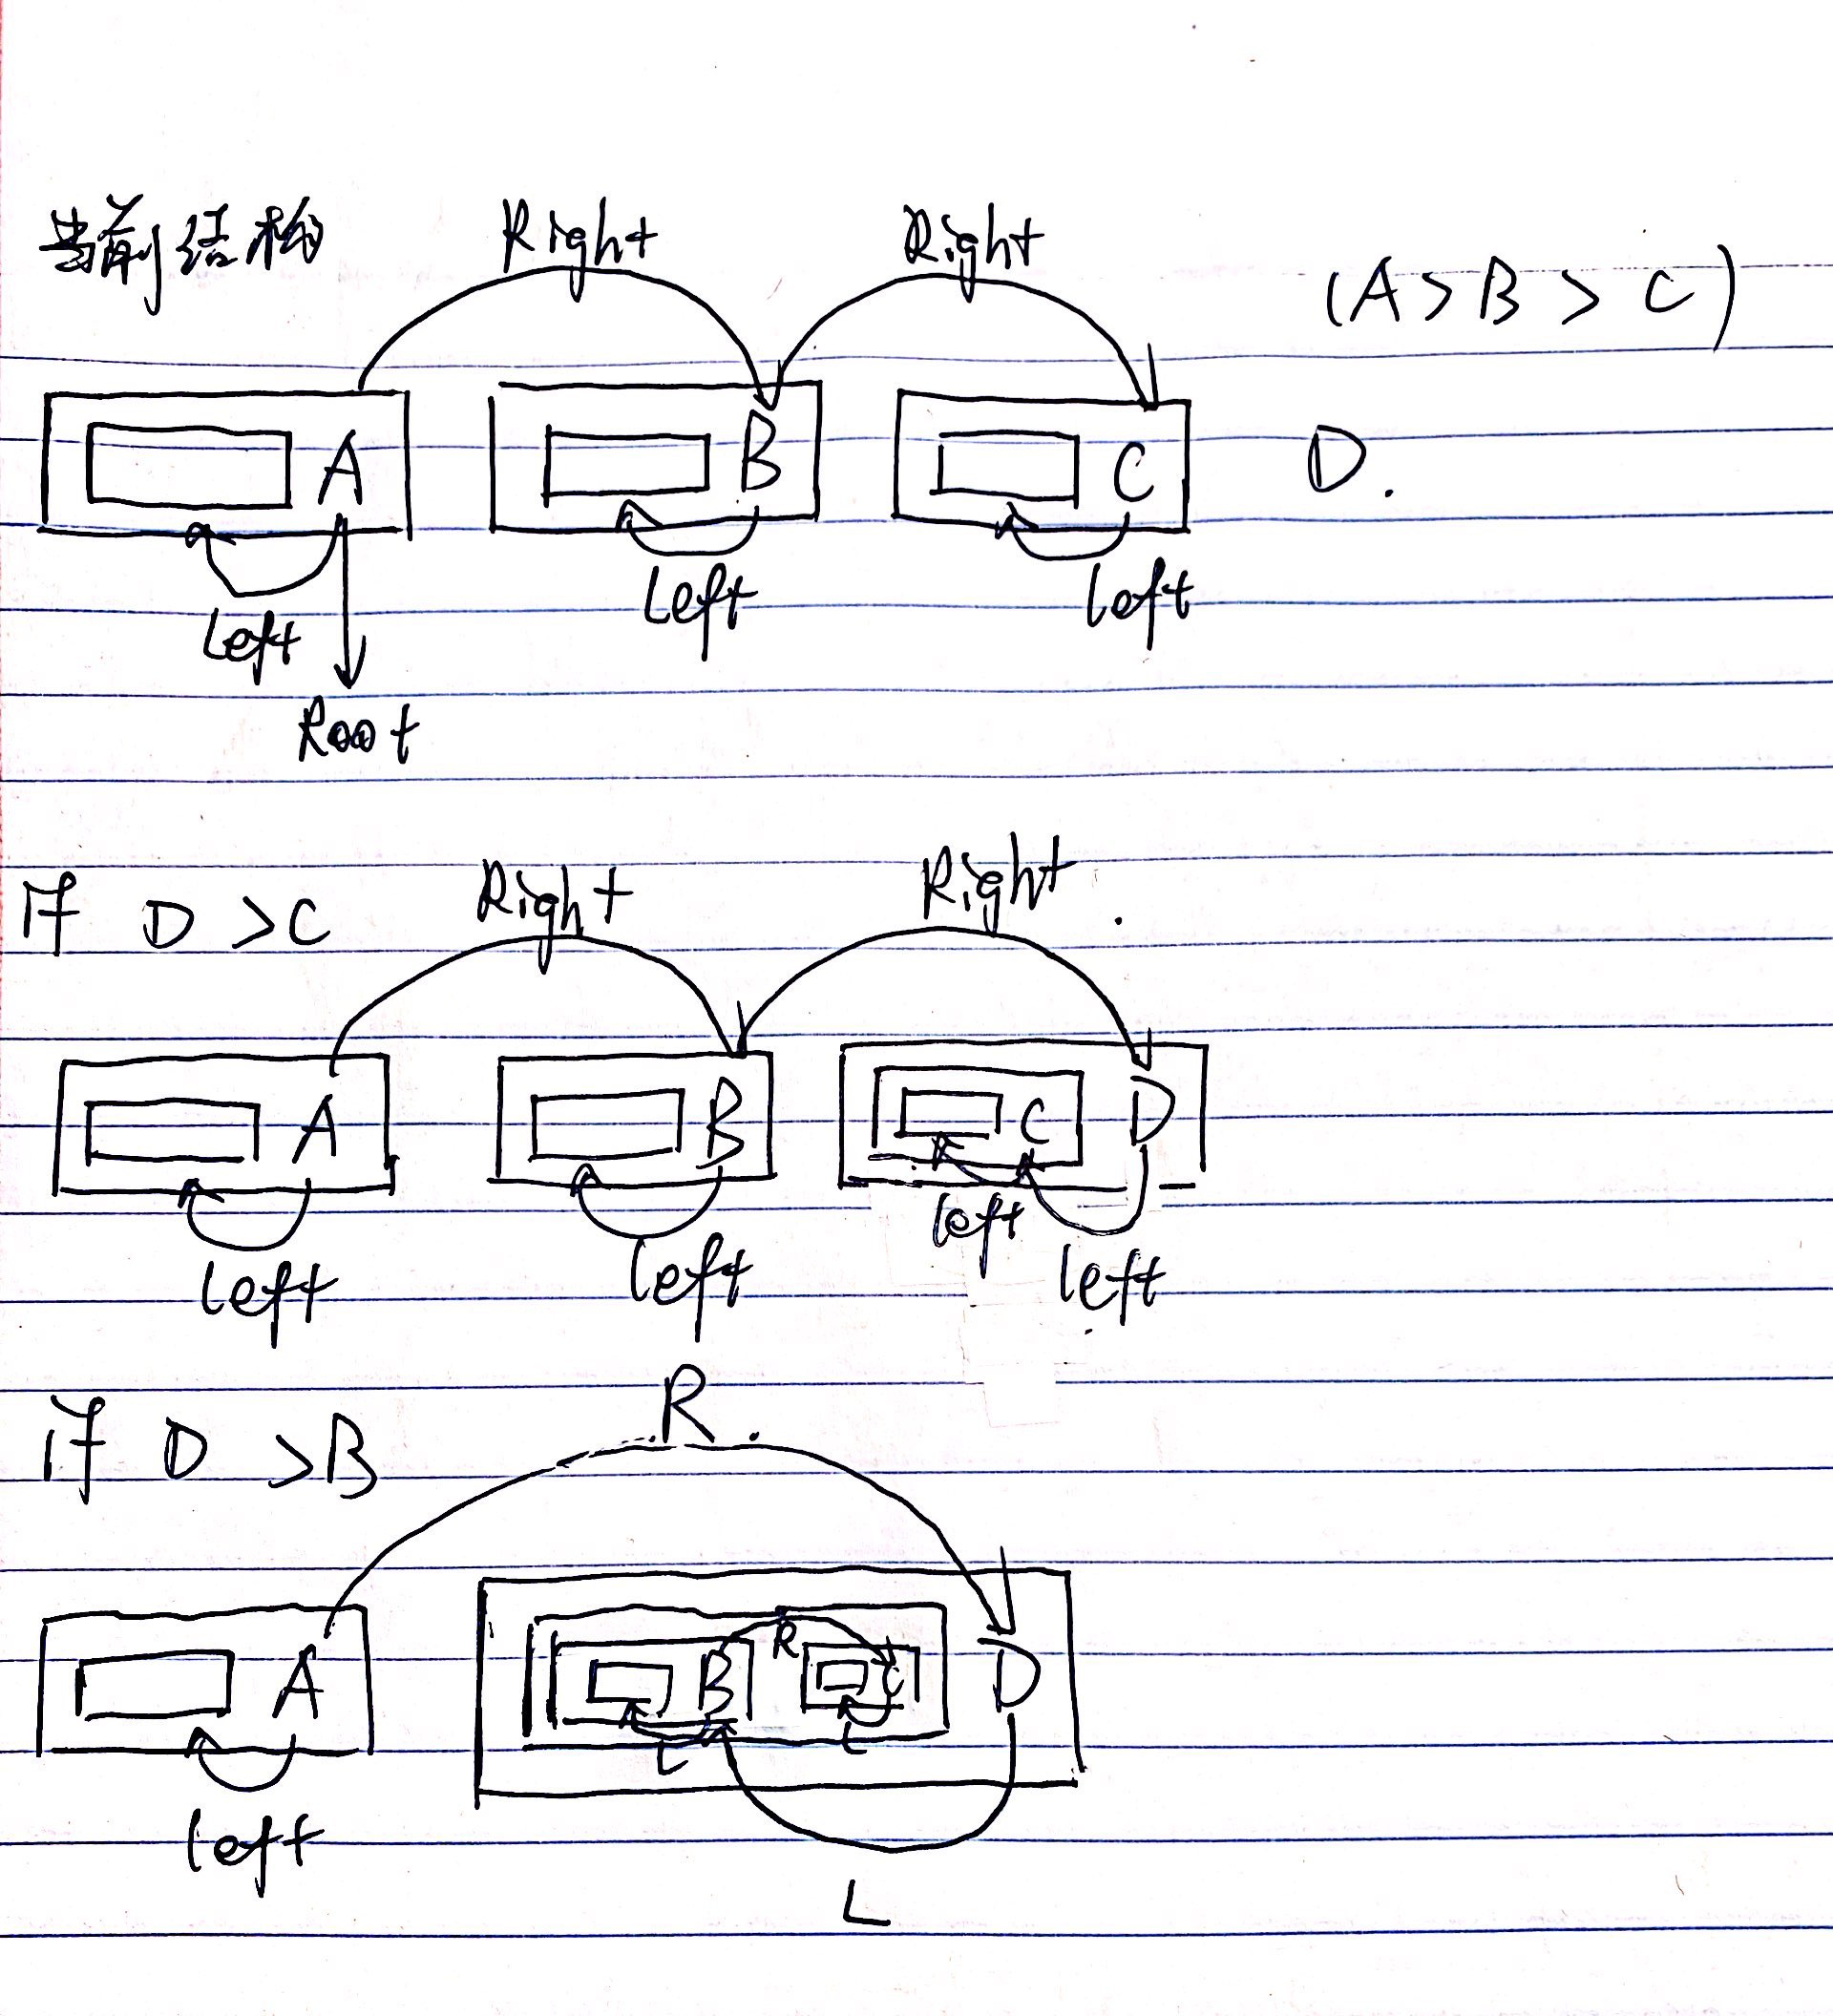 当前结构 Right Right (A > B > C)
A B C D.
Left Left left
Root
if D > C Right Right.
A B C D
left left left left
if D > B R.
A B R C D
L L
left
L